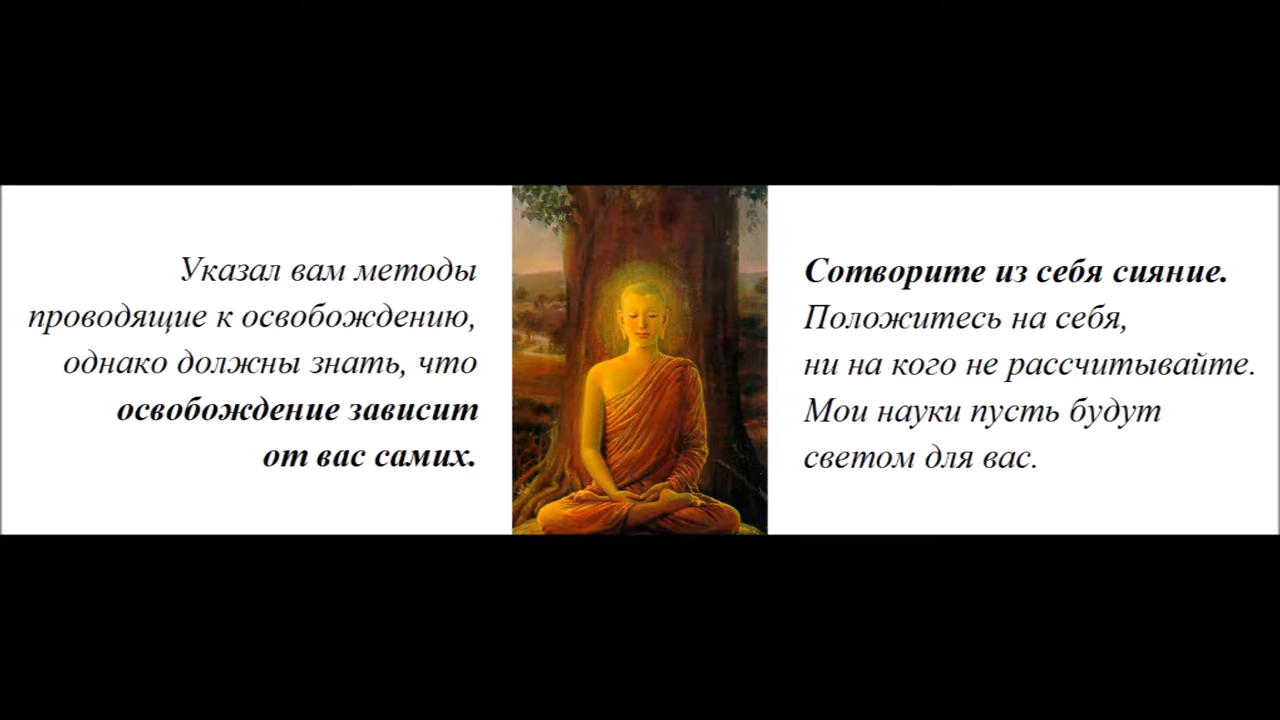 Указал вам методы
проводящие к освобождению,
однако должны знать, что
освобождение зависит
от вас самих.
Сотворите из себя сияние.
Положитесь на себя,
ни на кого не рассчитывайте.
Мои науки пусть будут
светом для вас.